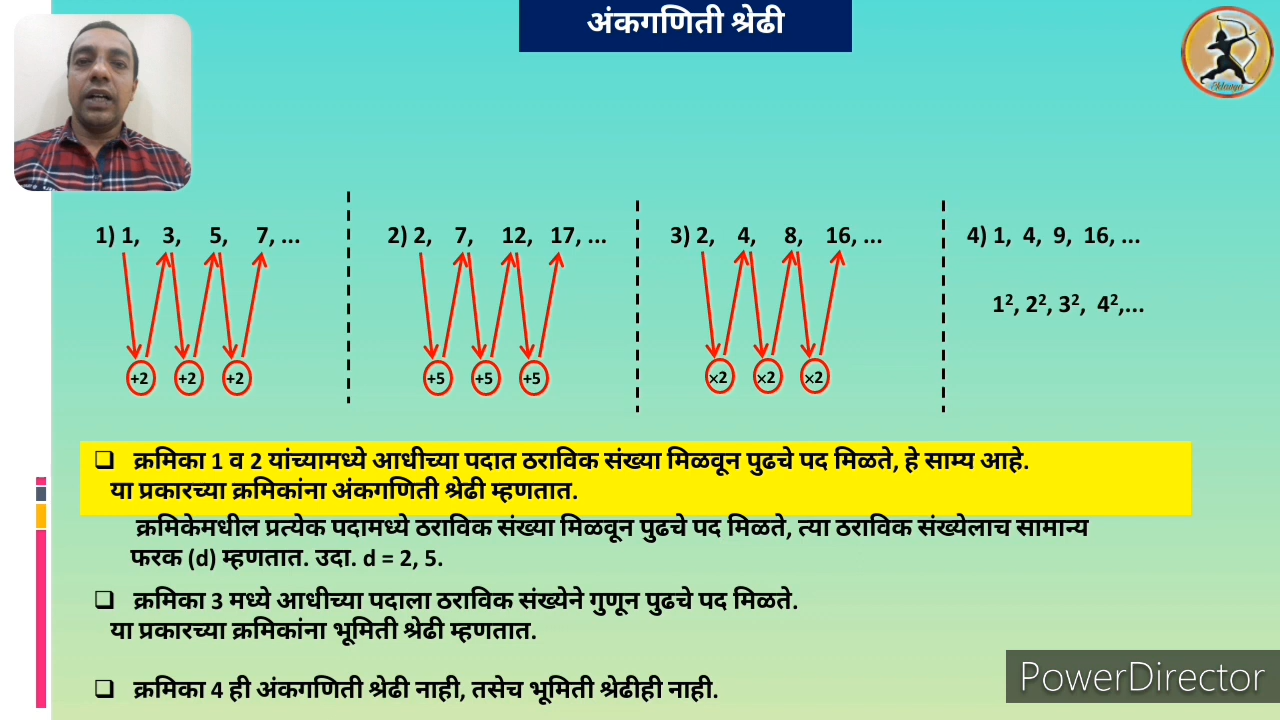 अंकगणिती श्रेढी
Eklavya
1) 1, 3, 5, 7, ...
2) 2, 7, 12, 17, ...
3) 2, 4, 8, 16, ...
4) 1, 4, 9, 16, ...
1², 2², 3², 4²,...
+2 +2 +2
+5 +5 +5
×2 ×2 ×2
❑ क्रमिका 1 व 2 यांच्यामध्ये आधीच्या पदात ठराविक संख्या मिळवून पुढचे पद मिळते, हे साम्य आहे.
या प्रकारच्या क्रमिकांना अंकगणिती श्रेढी म्हणतात.
क्रमिकेमधील प्रत्येक पदामध्ये ठराविक संख्या मिळवून पुढचे पद मिळते, त्या ठराविक संख्येलाच सामान्य
फरक (d) म्हणतात. उदा. d = 2, 5.
❑ क्रमिका 3 मध्ये आधीच्या पदाला ठराविक संख्येने गुणून पुढचे पद मिळते.
या प्रकारच्या क्रमिकांना भूमिती श्रेढी म्हणतात.
❑ क्रमिका 4 ही अंकगणिती श्रेढी नाही, तसेच भूमिती श्रेढीही नाही.
PowerDirector